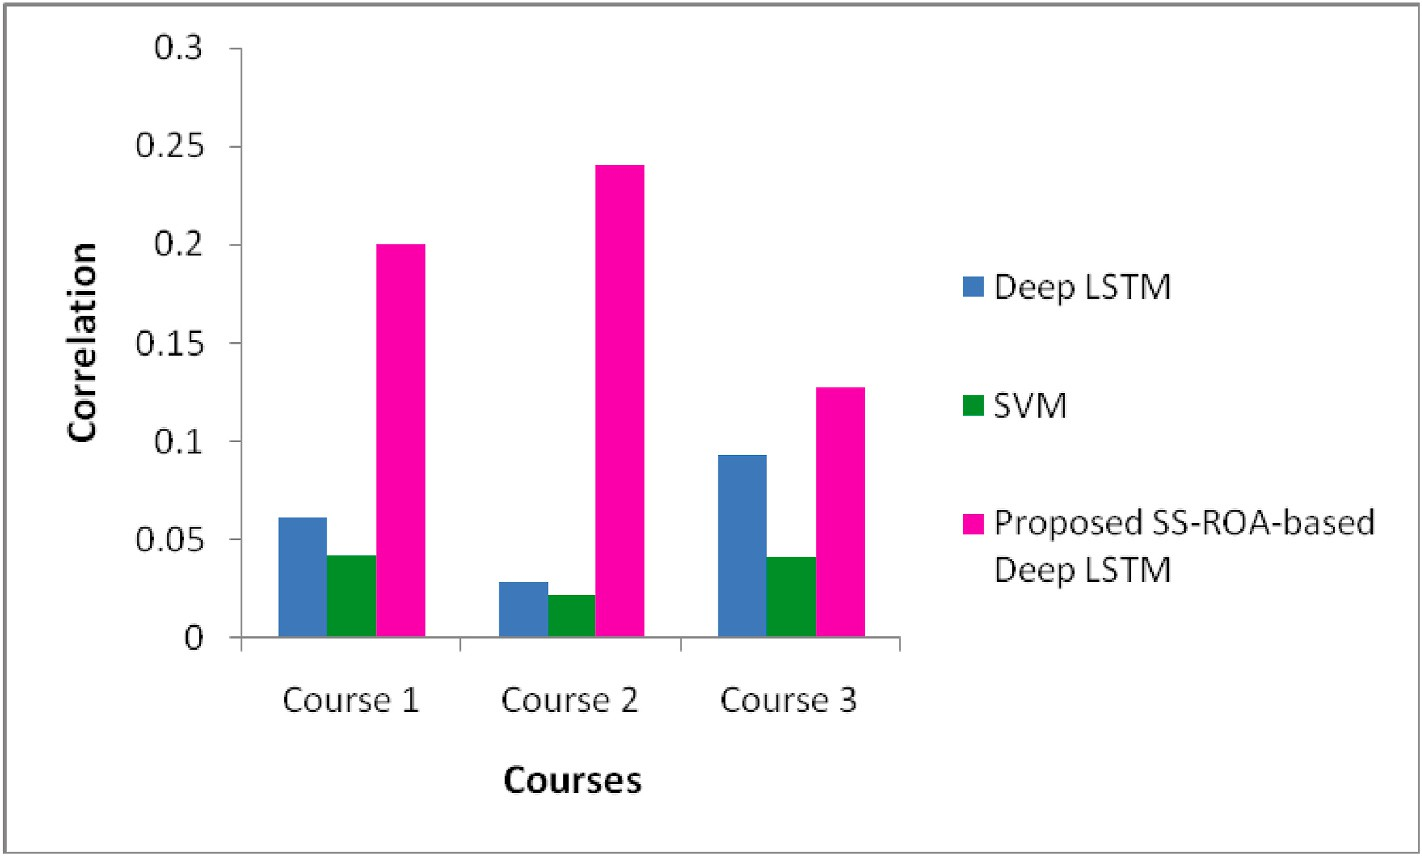 0.3
0.25
0.2
0.15
0.1
0.05
0
Correlation
Course 1
Course 2
Course 3
Courses
Deep LSTM
SVM
Proposed SS-ROA-based
Deep LSTM